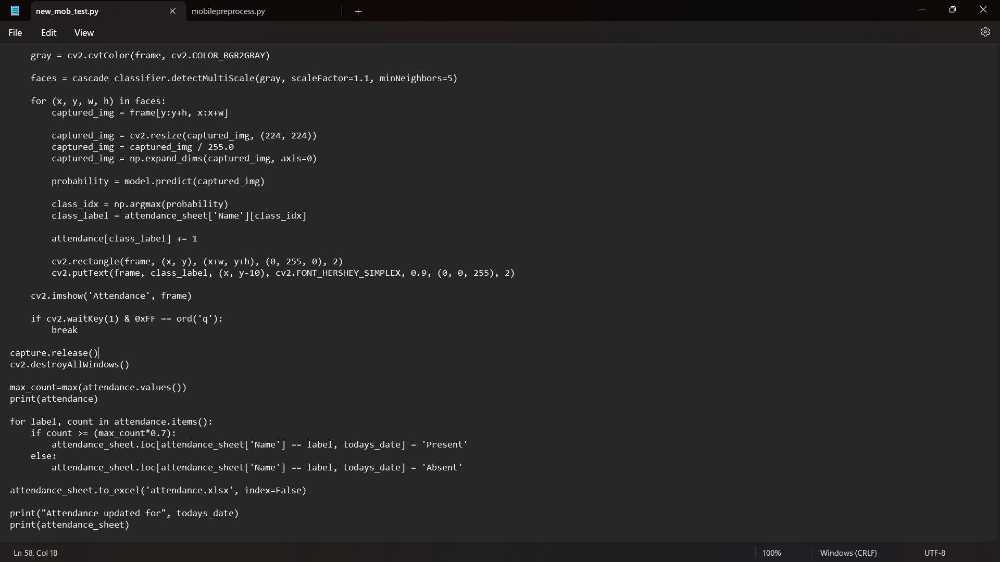 new_mob_test.py
mobilepreprocess.py
File Edit View
gray = cv2.cvtColor(frame, cv2.COLOR_BGR2GRAY)
faces = cascade_classifier.detectMultiScale(gray, scaleFactor=1.1, minNeighbors=5)
for (x, y, w, h) in faces:
captured_img = frame[y:y+h, x:x+w]
captured_img = cv2.resize(captured_img, (224, 224))
captured_img = captured_img / 255.0
captured_img = np.expand_dims(captured_img, axis=0)
probability = model.predict(captured_img)
class_idx = np.argmax(probability)
class_label = attendance_sheet['Name'][class_idx]
attendance[class_label] += 1
cv2.rectangle(frame, (x, y), (x+w, y+h), (0, 255, 0), 2)
cv2.putText(frame, class_label, (x, y-10), cv2.FONT_HERSHEY_SIMPLEX, 0.9, (0, 0, 255), 2)
cv2.imshow('Attendance', frame)
if cv2.waitKey(1) & 0xFF == ord('q'):
break
capture.release()
cv2.destroyAllWindows()
max_count=max(attendance.values())
print(attendance)
for label, count in attendance.items():
if count >= (max_count*0.7):
attendance_sheet.loc[attendance_sheet['Name'] == label, todays_date] = 'Present'
else:
attendance_sheet.loc[attendance_sheet['Name'] == label, todays_date] = 'Absent'
attendance_sheet.to_excel('attendance.xlsx', index=False)
print("Attendance updated for", todays_date)
print(attendance_sheet)
Ln 58, Col 18
100%
Windows (CRLF)
UTF-8